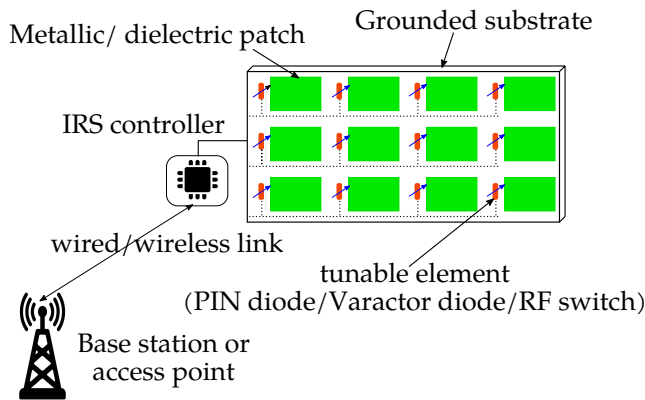 Grounded substrate
Metallic/ dielectric patch
IRS controller
wired/wireless link
tunable element
(PIN diode/Varactor diode/RF switch)
Base station or
access point